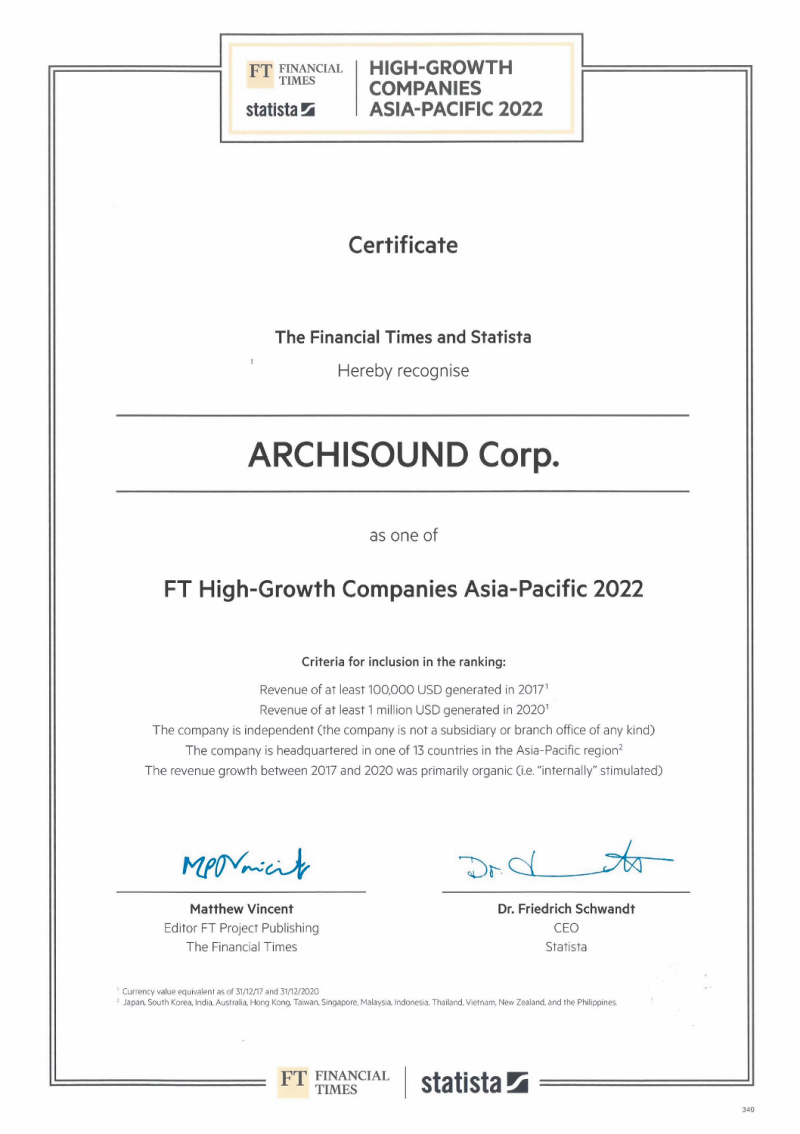 FT FINANCIAL TIMES
statista
HIGH-GROWTH
COMPANIES
ASIA-PACIFIC 2022
Certificate
The Financial Times and Statista
Hereby recognise
ARCHISOUND Corp.
as one of
FT High-Growth Companies Asia-Pacific 2022
Criteria for inclusion in the ranking:
Revenue of at least 100,000 USD generated in 2017¹
Revenue of at least 1 million USD generated in 2020¹
The company is independent (the company is not a subsidiary or branch office of any kind)
The company is headquartered in one of 13 countries in the Asia-Pacific region²
The revenue growth between 2017 and 2020 was primarily organic (i.e. "internally" stimulated)
Dr.
Matthew Vincent
Editor FT Project Publishing
The Financial Times
Dr. Friedrich Schwandt
CEO
Statista
¹ Currency value equivalent as of 31/12/17 and 31/12/2020
² Japan, South Korea, India, Australia, Hong Kong, Taiwan, Singapore, Malaysia, Indonesia, Thailand, Vietnam, New Zealand, and the Philippines.
FT FINANCIAL TIMES
statista
340